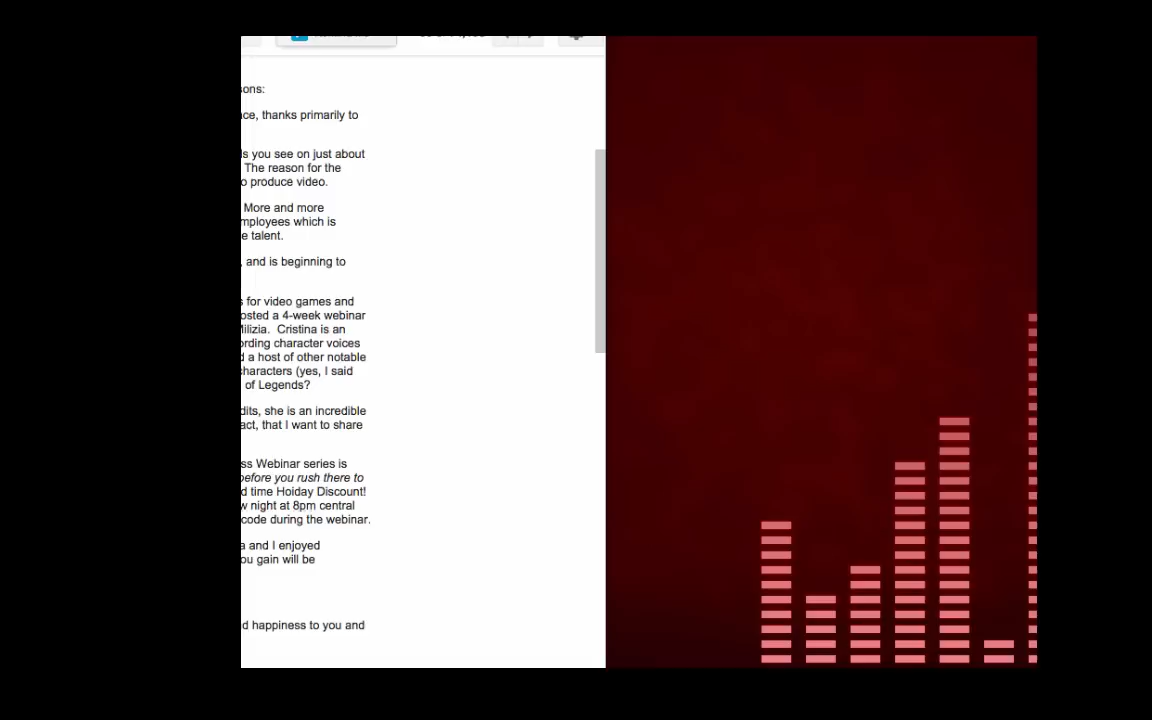 sons:
ce, thanks primarily to
ls you see on just about
The reason for the
o produce video.
More and more
mployees which is
e talent.
, and is beginning to
s for video games and
osted a 4-week webinar
Milizia. Cristina is an
ording character voices
d a host of other notable
characters (yes, I said
of Legends?
dits, she is an incredible
act, that I want to share
ss Webinar series is
before you rush there to
d time Hoiday Discount!
w night at 8pm central
code during the webinar.
a and I enjoyed
ou gain will be
d happiness to you and